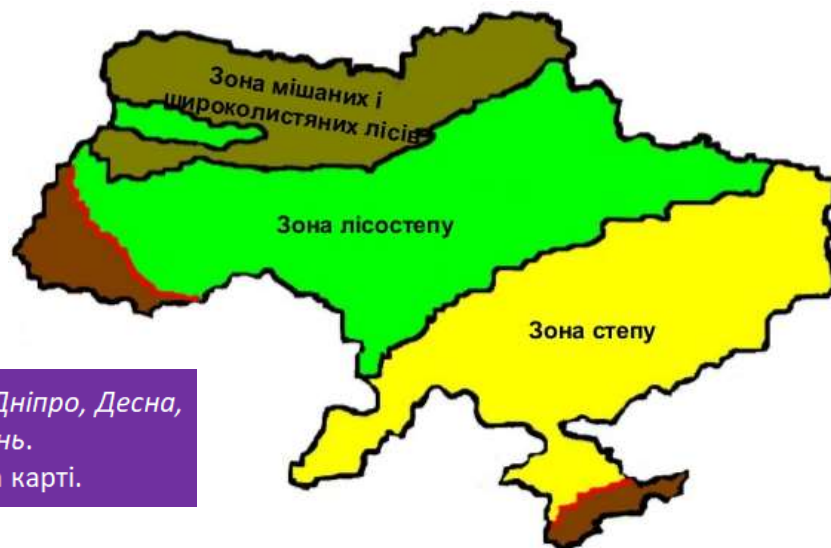 Зона мішаних і
широколистяних лісів
Зона лісостепу
Зона степу
Дніпро, Десна,
нь.
карті.